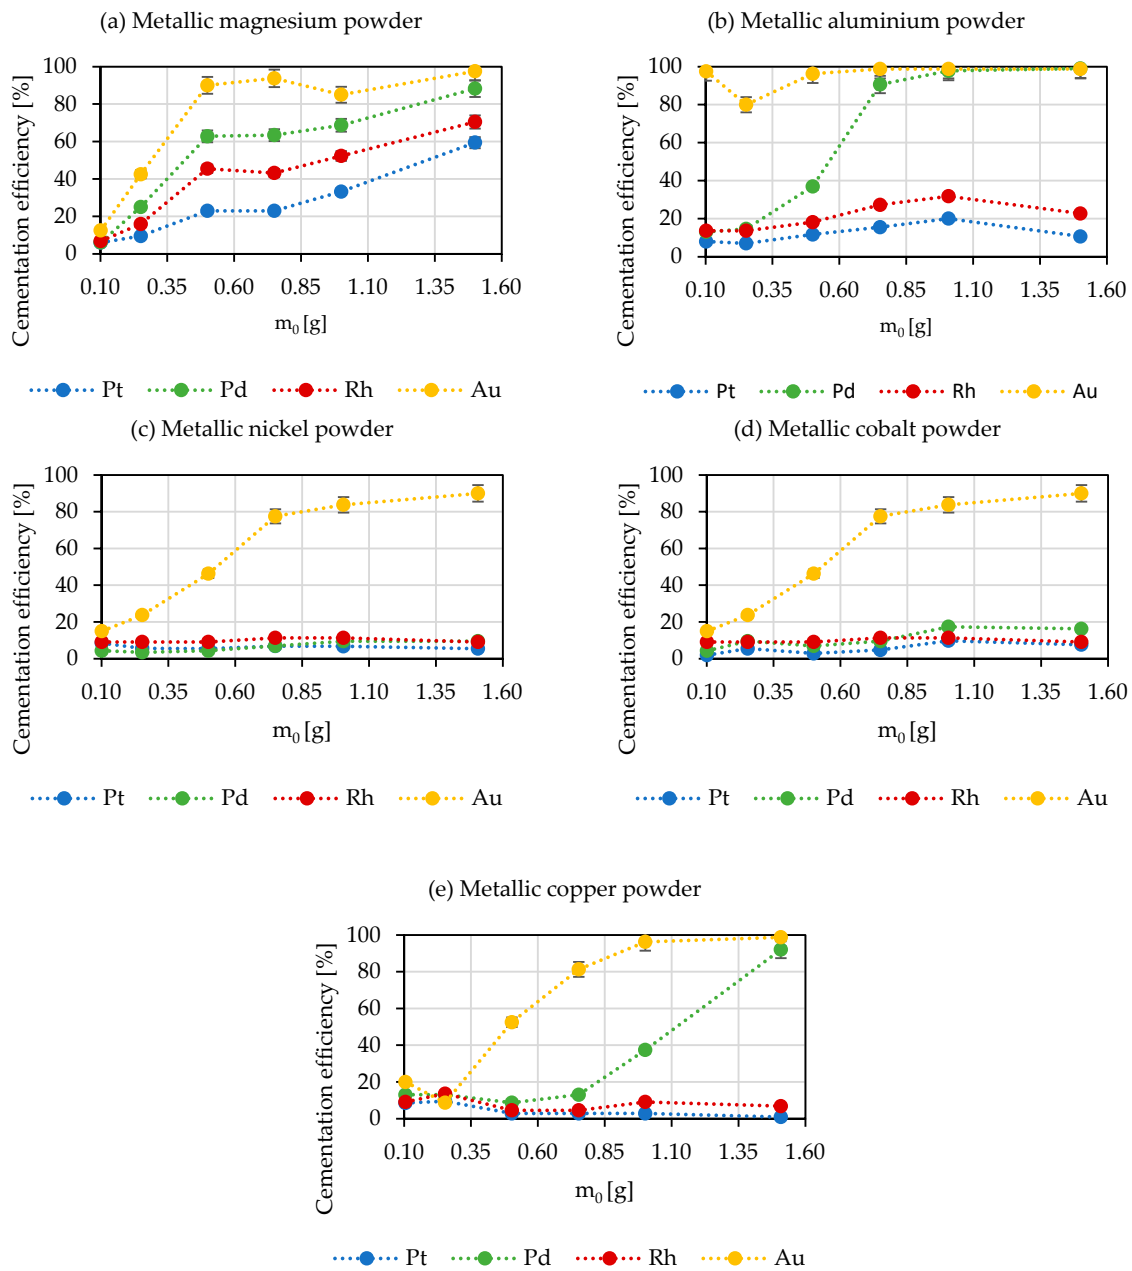 (a) Metallic magnesium powder
Cementation efficiency [%]
100
80
60
40
20
0
0.10 0.35 0.60 0.85 1.10 1.35 1.60
m₀ [g]
Pt Pd Rh Au
(b) Metallic aluminium powder
Cementation efficiency [%]
100
80
60
40
20
0
0.10 0.35 0.60 0.85 1.10 1.35 1.60
m₀ [g]
Pt Pd Rh Au
(c) Metallic nickel powder
Cementation efficiency [%]
100
80
60
40
20
0
0.10 0.35 0.60 0.85 1.10 1.35 1.60
m₀ [g]
Pt Pd Rh Au
(d) Metallic cobalt powder
Cementation efficiency [%]
100
80
60
40
20
0
0.10 0.35 0.60 0.85 1.10 1.35 1.60
m₀ [g]
Pt Pd Rh Au
(e) Metallic copper powder
Cementation efficiency [%]
100
80
60
40
20
0
0.10 0.35 0.60 0.85 1.10 1.35 1.60
m₀ [g]
Pt Pd Rh Au